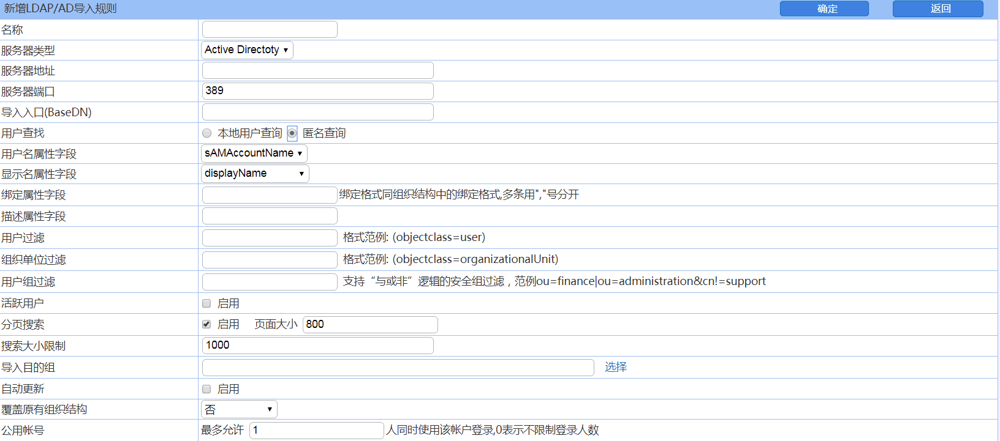 新增LDAP/AD导入规则 确定 返回
名称
服务器类型 Active Directoty
服务器地址
服务器端口 389
导入入口(BaseDN)
用户查找 本地用户查询 匿名查询
用户名属性字段 sAMAccountName
显示名属性字段 displayName
绑定属性字段 绑定格式同组织结构中的绑定格式,多条用","号分开
描述属性字段
用户过滤 格式范例: (objectclass=user)
组织单位过滤 格式范例: (objectclass=organizationalUnit)
用户组过滤 支持“与或非”逻辑的安全组过滤，范例ou=finance|ou=administration&cn!=support
活跃用户 启用
分页搜索 启用 页面大小 800
搜索大小限制 1000
导入目的组 选择
自动更新 启用
覆盖原有组织结构 否
公用帐号 最多允许 1 人同时使用该帐户登录,0表示不限制登录人数